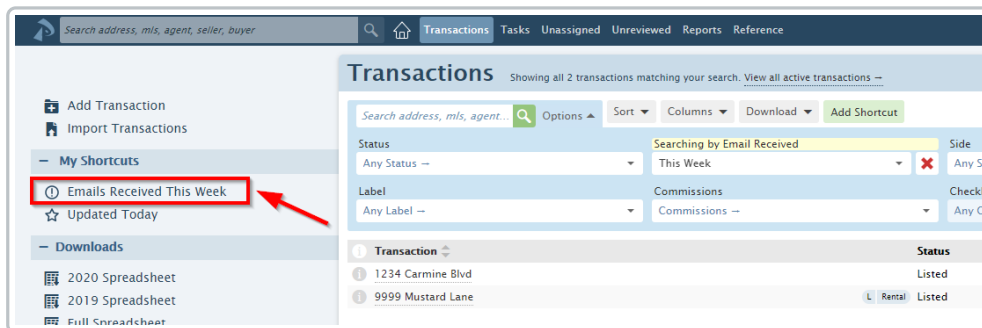 Search address, mls, agent, seller, buyer
Transactions Tasks Unassigned Unreviewed Reports Reference
Add Transaction
Import Transactions
− My Shortcuts
Emails Received This Week
Updated Today
− Downloads
2020 Spreadsheet
2019 Spreadsheet
Full Spreadsheet
Transactions Showing all 2 transactions matching your search. View all active transactions →
Search address, mls, agent... Options ▲ Sort ▼ Columns ▼ Download ▼ Add Shortcut
Status Searching by Email Received Side
Any Status → This Week Any S
Label Commissions Checkl
Any Label → Commissions → Any C
Transaction Status
1234 Carmine Blvd Listed
9999 Mustard Lane L Rental Listed